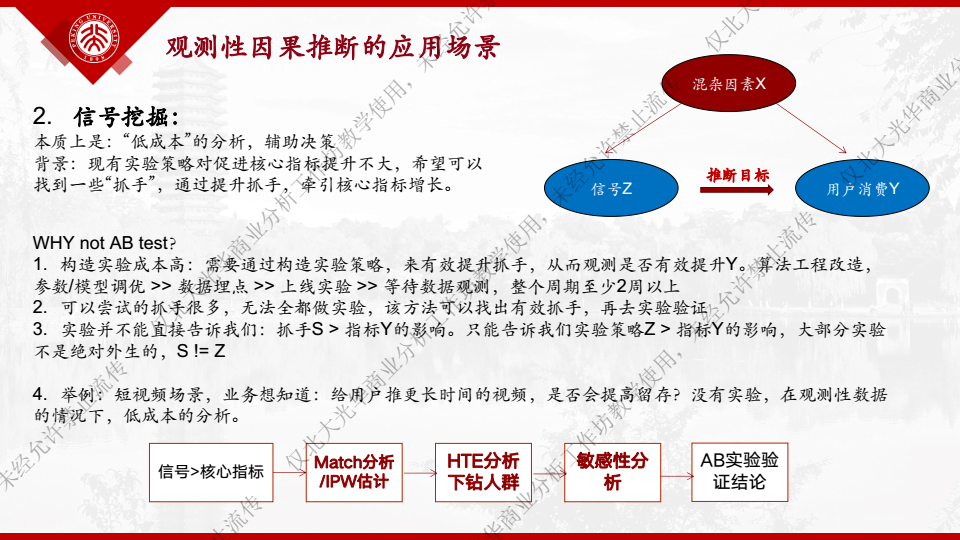 PEKING UNIVERSITY
1898
观测性因果推断的应用场景
混杂因素X
2. 信号挖掘：
本质上是：“低成本”的分析，辅助决策
背景：现有实验策略对促进核心指标提升不大，希望可以
找到一些“抓手”，通过提升抓手，牵引核心指标增长。
信号Z
推断目标
用户消费Y
WHY not AB test?
1. 构造实验成本高：需要通过构造实验策略，来有效提升抓手，从而观测是否有效提升Y。算法工程改造，
参数/模型调优 >> 数据埋点 >> 上线实验 >> 等待数据观测，整个周期至少2周以上
2. 可以尝试的抓手很多，无法全都做实验，该方法可以找出有效抓手，再去实验验证
3. 实验并不能直接告诉我们：抓手S > 指标Y的影响。只能告诉我们实验策略Z > 指标Y的影响，大部分实验
不是绝对外生的，S != Z
4. 举例：短视频场景，业务想知道：给用户推更长时间的视频，是否会提高留存？没有实验，在观测性数据
的情况下，低成本的分析。
信号>核心指标
Match分析
/IPW估计
HTE分析
下钻人群
敏感性分
析
AB实验验
证结论
仅北大光华商业分析工作坊教学使用，未经允许禁止流传